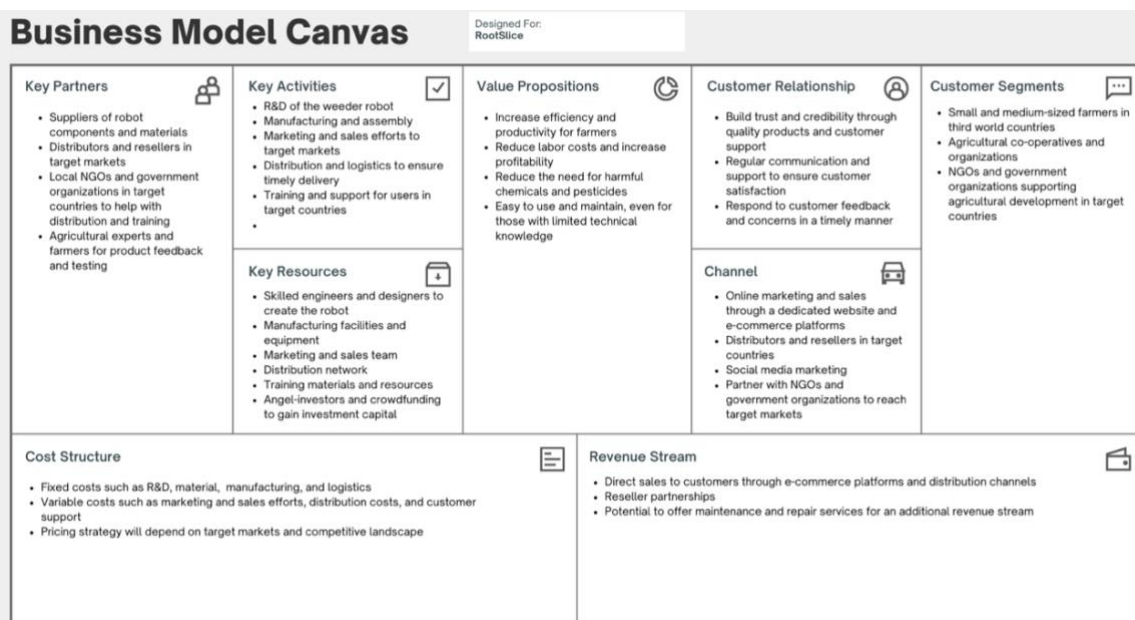 Business Model Canvas
Designed For:
RootSlice
Key Partners
• Suppliers of robot
components and materials
• Distributors and resellers in
target markets
• Local NGOs and government
organizations in target
countries to help with
distribution and training
• Agricultural experts and
farmers for product feedback
and testing
Key Activities
• R&D of the weeder robot
• Manufacturing and assembly
• Marketing and sales efforts to
target markets
• Distribution and logistics to ensure
timely delivery
• Training and support for users in
target countries
•
Key Resources
• Skilled engineers and designers to
create the robot
• Manufacturing facilities and
equipment
• Marketing and sales team
• Distribution network
• Training materials and resources
• Angel-investors and crowdfunding
to gain investment capital
Value Propositions
• Increase efficiency and
productivity for farmers
• Reduce labor costs and increase
profitability
• Reduce the need for harmful
chemicals and pesticides
• Easy to use and maintain, even for
those with limited technical
knowledge
Customer Relationship
• Build trust and credibility through
quality products and customer
support
• Regular communication and
support to ensure customer
satisfaction
• Respond to customer feedback
and concerns in a timely manner
Channel
• Online marketing and sales
through a dedicated website and
e-commerce platforms
• Distributors and resellers in target
countries
• Social media marketing
• Partner with NGOs and
government organizations to reach
target markets
Customer Segments
• Small and medium-sized farmers in
third world countries
• Agricultural co-operatives and
organizations
• NGOs and government
organizations supporting
agricultural development in target
countries
Cost Structure
• Fixed costs such as R&D, material, manufacturing, and logistics
• Variable costs such as marketing and sales efforts, distribution costs, and customer
support
• Pricing strategy will depend on target markets and competitive landscape
Revenue Stream
• Direct sales to customers through e-commerce platforms and distribution channels
• Reseller partnerships
• Potential to offer maintenance and repair services for an additional revenue stream